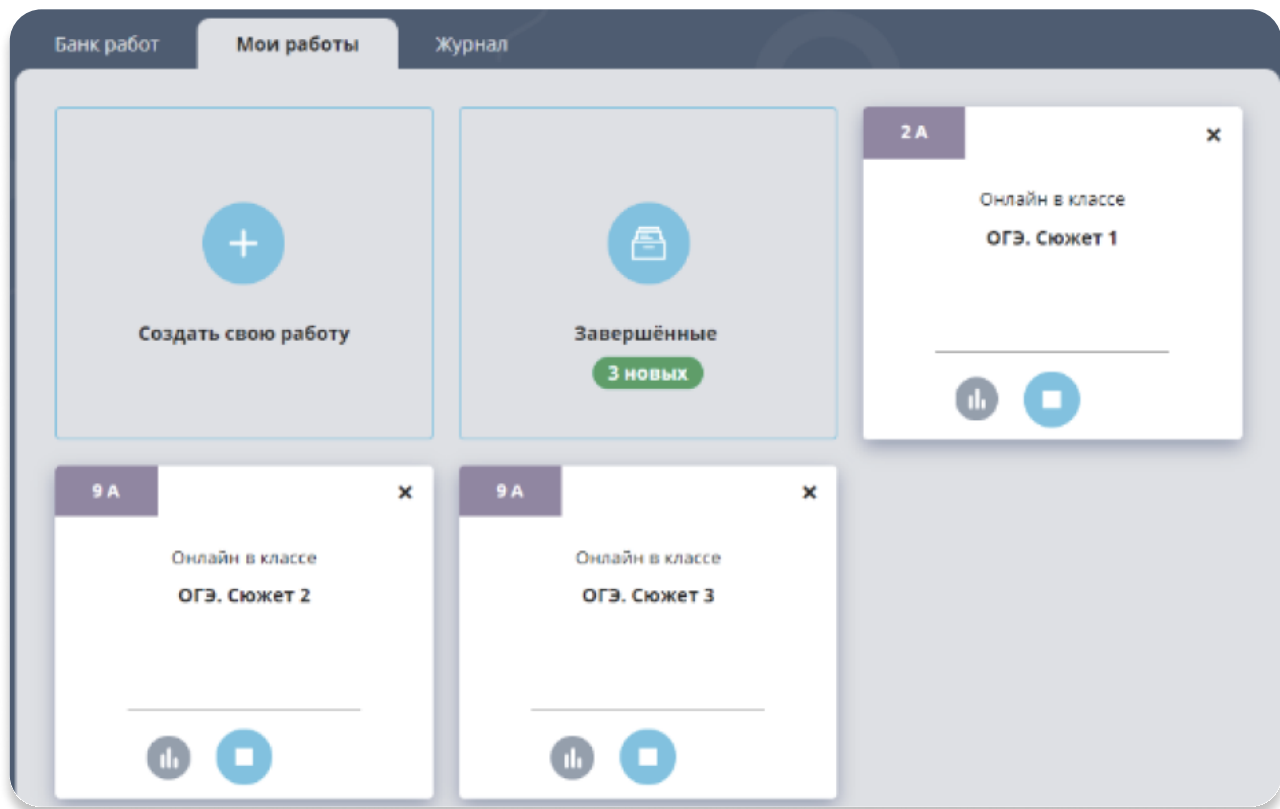 Банк работ
Мои работы
Журнал
Создать свою работу
Завершённые
3 новых
2 А
Онлайн в классе
ОГЭ. Сюжет 1
9 А
Онлайн в классе
ОГЭ. Сюжет 2
9 А
Онлайн в классе
ОГЭ. Сюжет 3